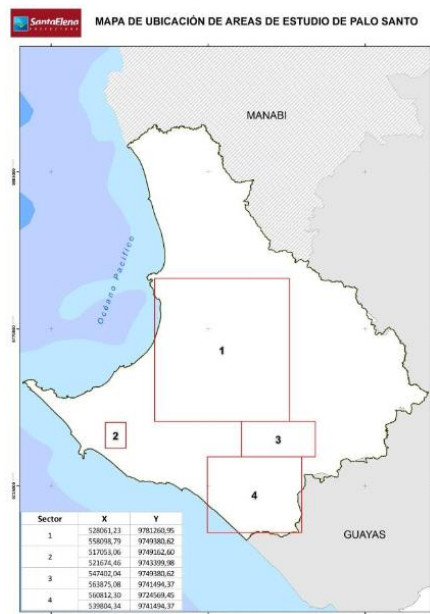 SantaElena
PREFECTURA
MAPA DE UBICACIÓN DE AREAS DE ESTUDIO DE PALO SANTO
MANABI
Océano Pacífico
1
2
3
4
GUAYAS
Sector X Y
1 528061,23 9781260,95
558098,79 9749380,62
2 517053,06 9749162,60
521674,46 9743399,98
3 547402,04 9749380,62
563875,08 9741494,37
4 560812,30 9724569,45
539804,34 9741494,37